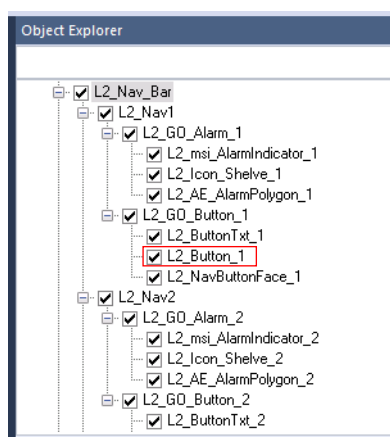 Object Explorer
L2_Nav_Bar
L2_Nav1
L2_GO_Alarm_1
L2_msi_AlarmIndicator_1
L2_Icon_Shelve_1
L2_AE_AlarmPolygon_1
L2_GO_Button_1
L2_ButtonTxt_1
L2_Button_1
L2_NavButtonFace_1
L2_Nav2
L2_GO_Alarm_2
L2_msi_AlarmIndicator_2
L2_Icon_Shelve_2
L2_AE_AlarmPolygon_2
L2_GO_Button_2
L2_ButtonTxt_2